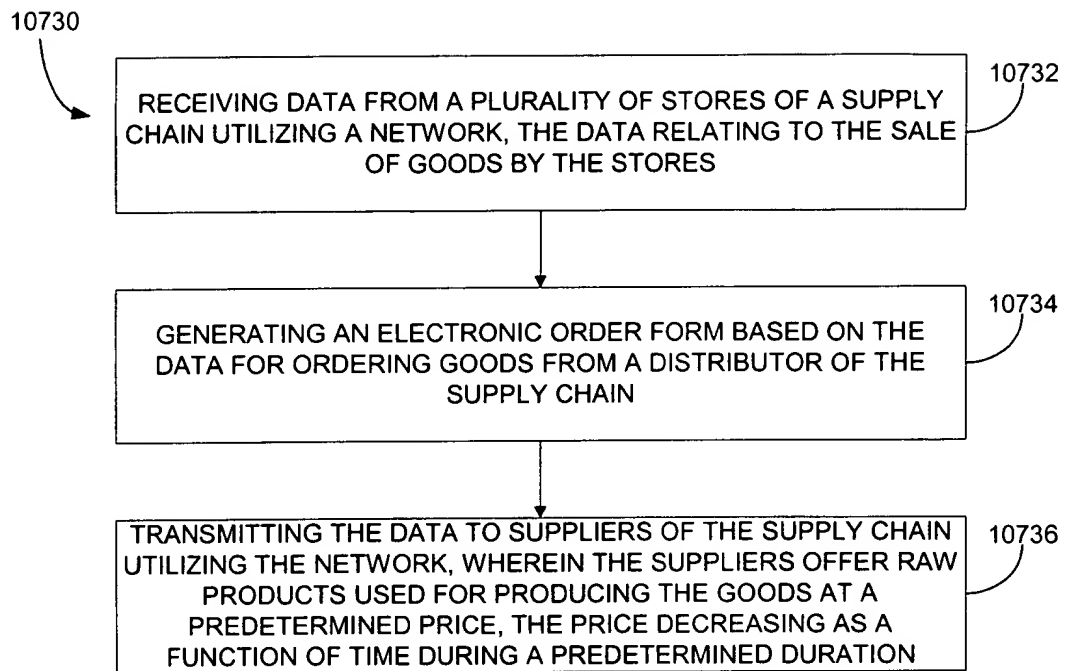 10730
10732
RECEIVING DATA FROM A PLURALITY OF STORES OF A SUPPLY
CHAIN UTILIZING A NETWORK, THE DATA RELATING TO THE SALE
OF GOODS BY THE STORES
10734
GENERATING AN ELECTRONIC ORDER FORM BASED ON THE
DATA FOR ORDERING GOODS FROM A DISTRIBUTOR OF THE
SUPPLY CHAIN
10736
TRANSMITTING THE DATA TO SUPPLIERS OF THE SUPPLY CHAIN
UTILIZING THE NETWORK, WHEREIN THE SUPPLIERS OFFER RAW
PRODUCTS USED FOR PRODUCING THE GOODS AT A
PREDETERMINED PRICE, THE PRICE DECREASING AS A
FUNCTION OF TIME DURING A PREDETERMINED DURATION